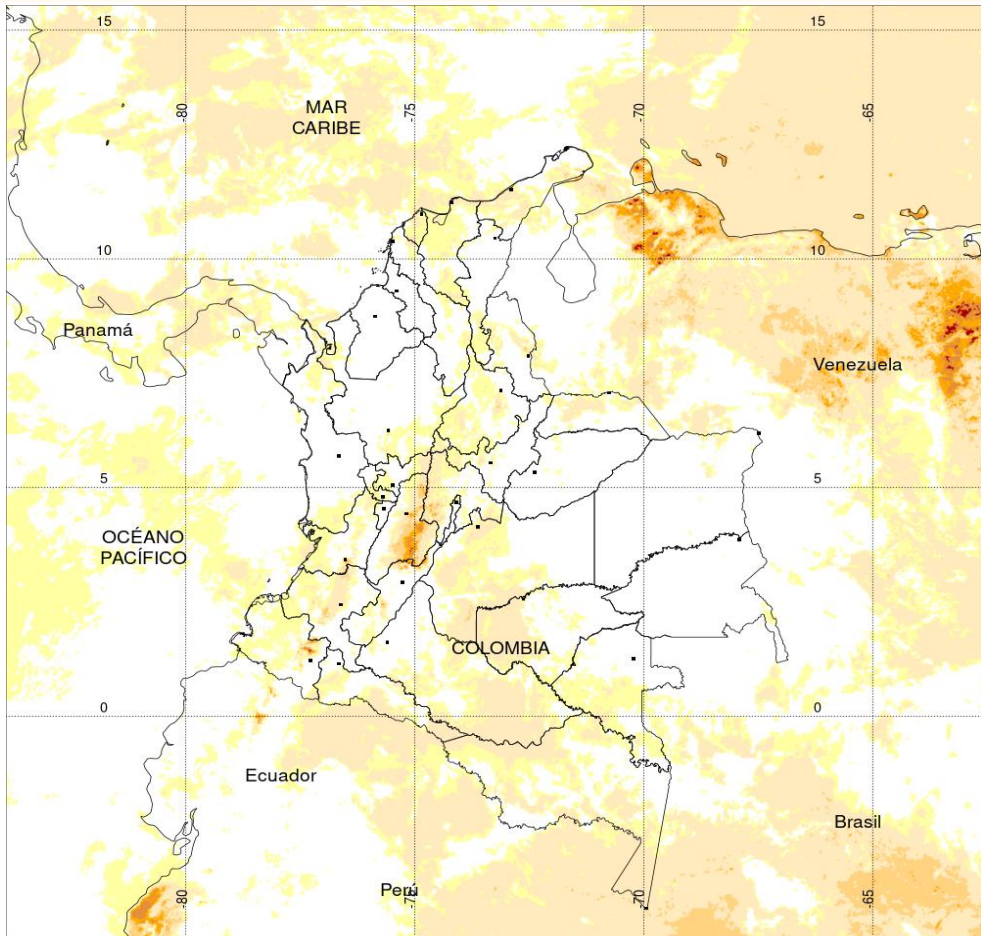 15
15
-80
-75
-70
-65
MAR
CARIBE
10
10
Panamá
Venezuela
5
5
OCÉANO
PACÍFICO
COLOMBIA
0
0
Ecuador
Brasil
Perú
-80
-75
-70
-65